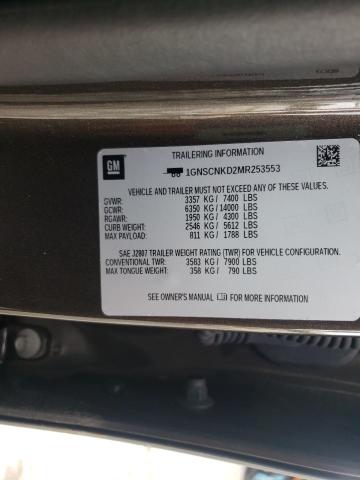 GM
TRAILERING INFORMATION
1GNSCNKD2MR253553
VEHICLE AND TRAILER MUST NOT EXCEED ANY OF THESE VALUES.
GVWR: 3357 KG / 7400 LBS
GCWR: 6350 KG / 14000 LBS
RGAWR: 1950 KG / 4300 LBS
CURB WEIGHT: 2546 KG / 5612 LBS
MAX PAYLOAD: 811 KG / 1788 LBS
SAE J2807 TRAILER WEIGHT RATING (TWR) FOR VEHICLE CONFIGURATION.
CONVENTIONAL TWR: 3583 KG / 7900 LBS
MAX TONGUE WEIGHT: 358 KG / 790 LBS
SEE OWNER'S MANUAL FOR MORE INFORMATION